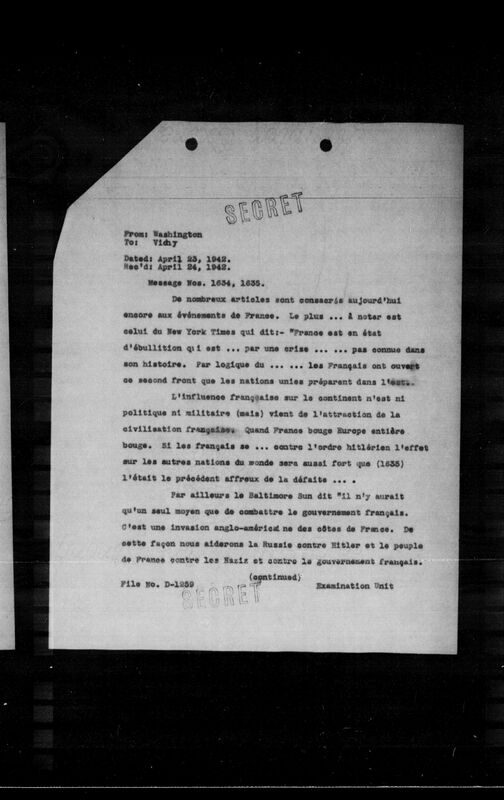 SECRET
From: Washington
To: Vichy
Dated: April 23, 1942.
Rec'd: April 24, 1942.
Message Nos. 1634, 1635.
De nombreux articles sont consacrés aujourd'hui
encore aux événements de France. Le plus ... à noter est
celui du New York Times qui dit:- "France est en état
d'ébullition qui est ... par une crise ... ... pas connue dans
son histoire. Par logique du ... ... les Français ont ouvert
ce second front que les nations unies préparent dans l'est.
L'influence française sur le continent n'est ni
politique ni militaire (mais) vient de l'attraction de la
civilisation française. Quand France bouge Europe entière
bouge. Si les français se ... contre l'ordre hitlérien l'effet
sur les autres nations du monde sera aussi fort que (1635)
l'était le précédent affreux de la défaite ... .
Par ailleurs le Baltimore Sun dit "il n'y aurait
qu'un seul moyen que de combattre le gouvernement français.
C'est une invasion anglo-américaine des côtes de France. De
cette façon nous aiderons la Russie contre Hitler et le peuple
de France contre les Naziz et contre le gouvernement français.
(continued)
File No. D-1259
Examination Unit
SECRET